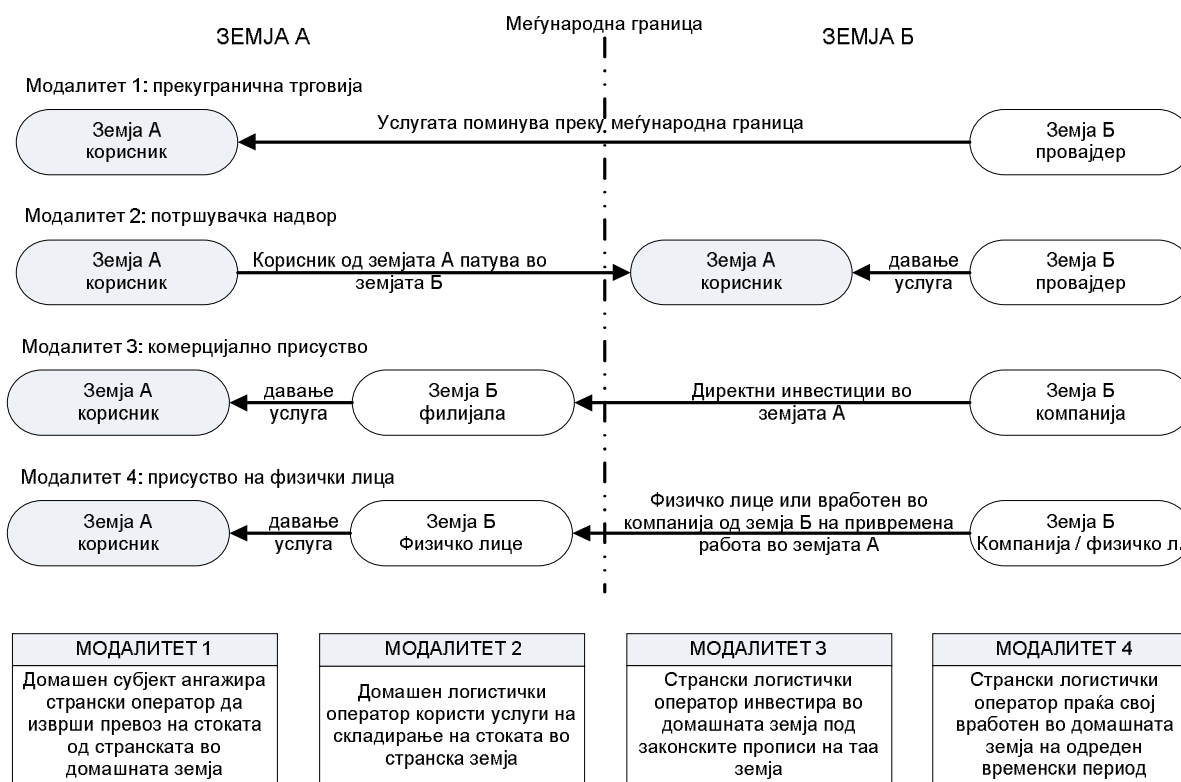 ЗЕМЈА А
Меѓународна граница
ЗЕМЈА Б
Модалитет 1: прекугранична трговија
Земја А
корисник
Услугата поминува преку меѓународна граница
Земја Б
провајдер
Модалитет 2: потршувачка надвор
Земја А
корисник
Корисник од земјата А патува во
земјата Б
Земја А
корисник
давање
услуга
Земја Б
провајдер
Модалитет 3: комерцијално присуство
Земја А
корисник
давање
услуга
Земја Б
филијала
Директни инвестиции во
земјата А
Земја Б
компанија
Модалитет 4: присуство на физички лица
Земја А
корисник
давање
услуга
Земја Б
Физичко лице
Физичко лице или вработен во
компанија од земја Б на привремена
работа во земјата А
Земја Б
Компанија / физичко л.
МОДАЛИТЕТ 1
Домашен субјект ангажира
странски оператор да
изврши превоз на стоката
од странската во
домашната земја
МОДАЛИТЕТ 2
Домашен логистички
оператор користи услуги на
складирање на стоката во
странска земја
МОДАЛИТЕТ 3
Странски логистички
оператор инвестира во
домашната земја под
законските прописи на таа
земја
МОДАЛИТЕТ 4
Странски логистички
оператор праќа свој
вработен во домашната
земја на одреден
временски период